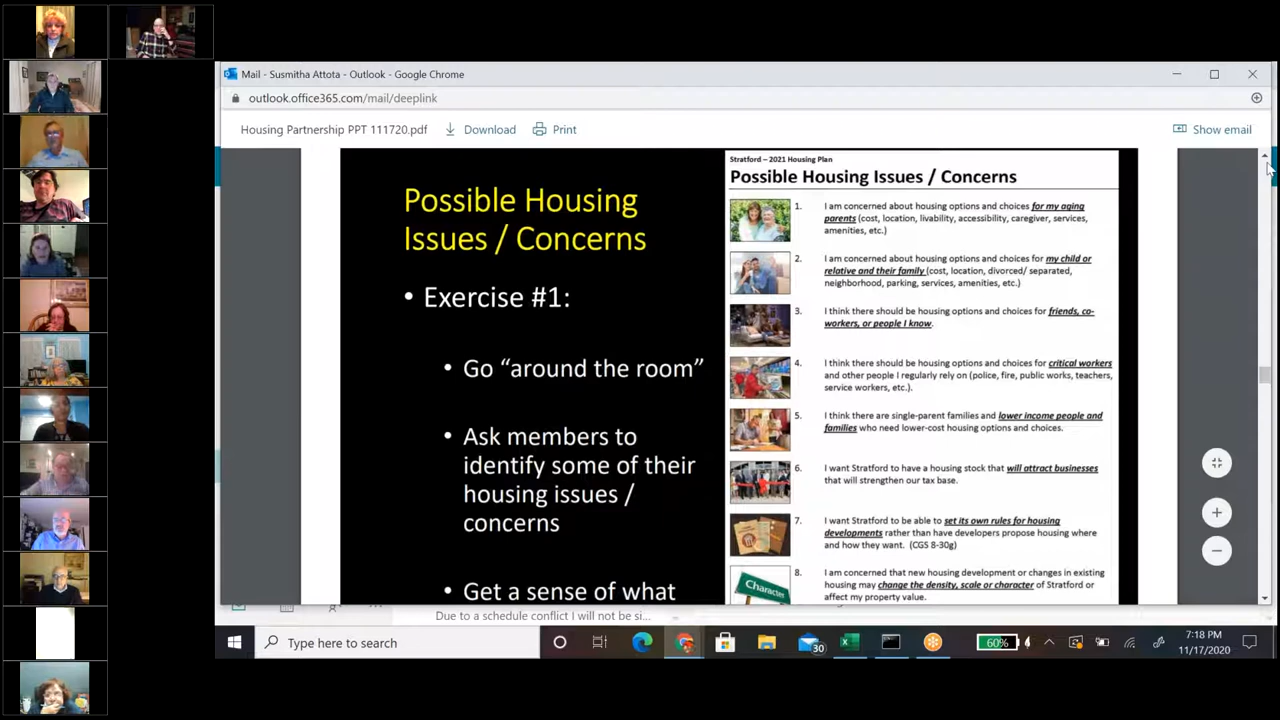 Mail - Susmitha Attota - Outlook - Google Chrome
outlook.office365.com/mail/deeplink
Housing Partnership PPT 111720.pdf
Download
Print
Show email
Possible Housing
Issues / Concerns
• Exercise #1:
• Go “around the room”
• Ask members to
identify some of their
housing issues /
concerns
• Get a sense of what
Stratford – 2021 Housing Plan
Possible Housing Issues / Concerns
1. I am concerned about housing options and choices for my aging
parents (cost, location, livability, accessibility, caregiver, services,
amenities, etc.)
2. I am concerned about housing options and choices for my child or
relative and their family (cost, location, divorced/ separated,
neighborhood, parking, services, amenities, etc.)
3. I think there should be housing options and choices for friends, co-
workers, or people I know.
4. I think there should be housing options and choices for critical workers
and other people I regularly rely on (police, fire, public works, teachers,
service workers, etc.).
5. I think there are single-parent families and lower income people and
families who need lower-cost housing options and choices.
6. I want Stratford to have a housing stock that will attract businesses
that will strengthen our tax base.
7. I want Stratford to be able to set its own rules for housing
developments rather than have developers propose housing where
and how they want. (CGS 8-30g)
Character
8. I am concerned that new housing development or changes in existing
housing may change the density, scale or character of Stratford or
affect my property value.
Due to a schedule conflict I will not be si...
Type here to search
30
60%
7:18 PM
11/17/2020